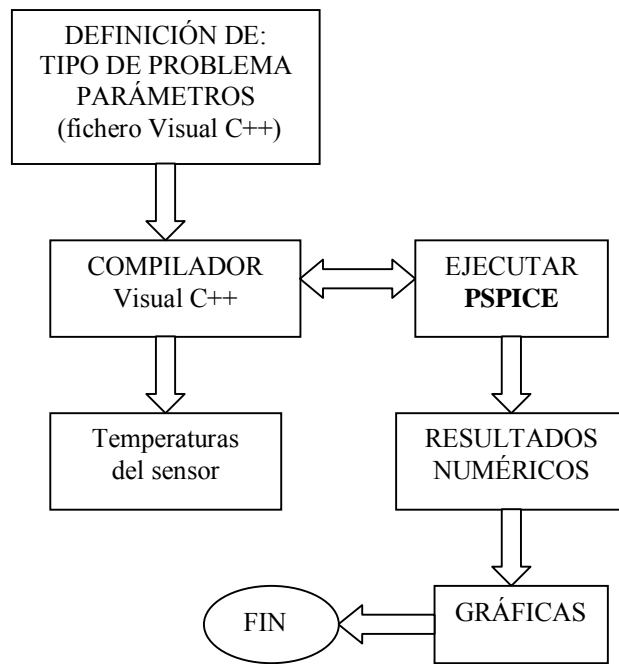 DEFINICIÓN DE:
TIPO DE PROBLEMA
PARÁMETROS
(fichero Visual C++)
COMPILADOR
Visual C++
EJECUTAR
PSPICE
Temperaturas
del sensor
RESULTADOS
NUMÉRICOS
FIN
GRÁFICAS